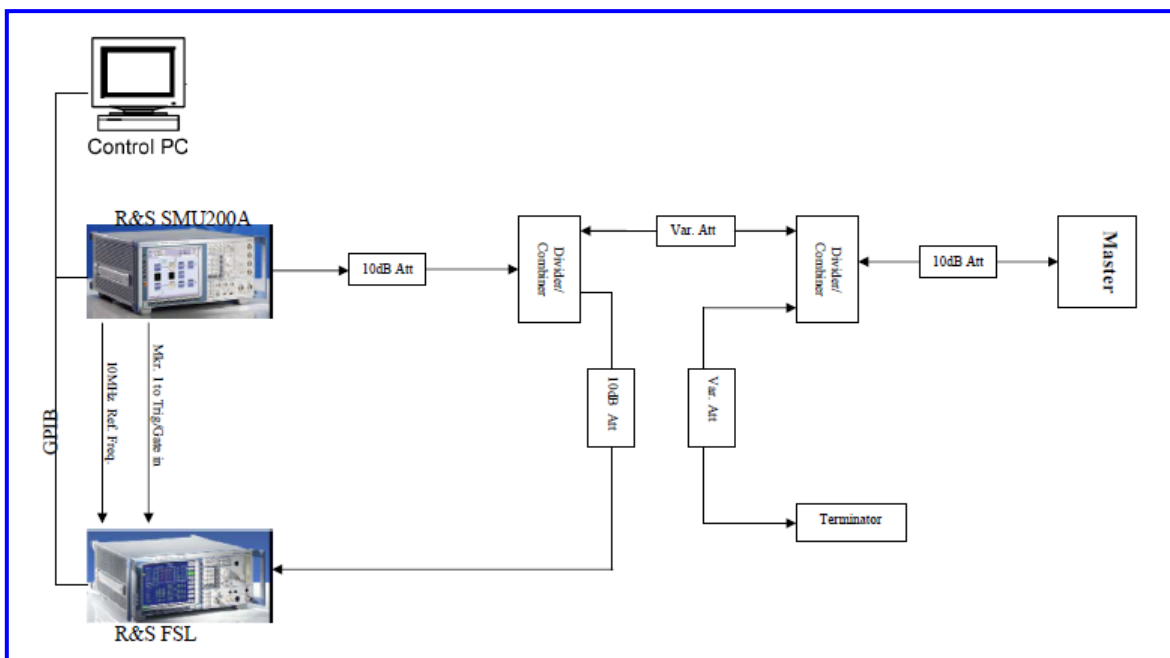 Control PC
R&S SMU200A
10dB Att
Divider/
Combiner
Var. Att
Divider/
Combiner
10dB Att
Master
GPIB
10MHz Ref. Freq.
Mkr. 1 to Trig/Gate in
10dB Att
Var. Att
Terminator
R&S FSL